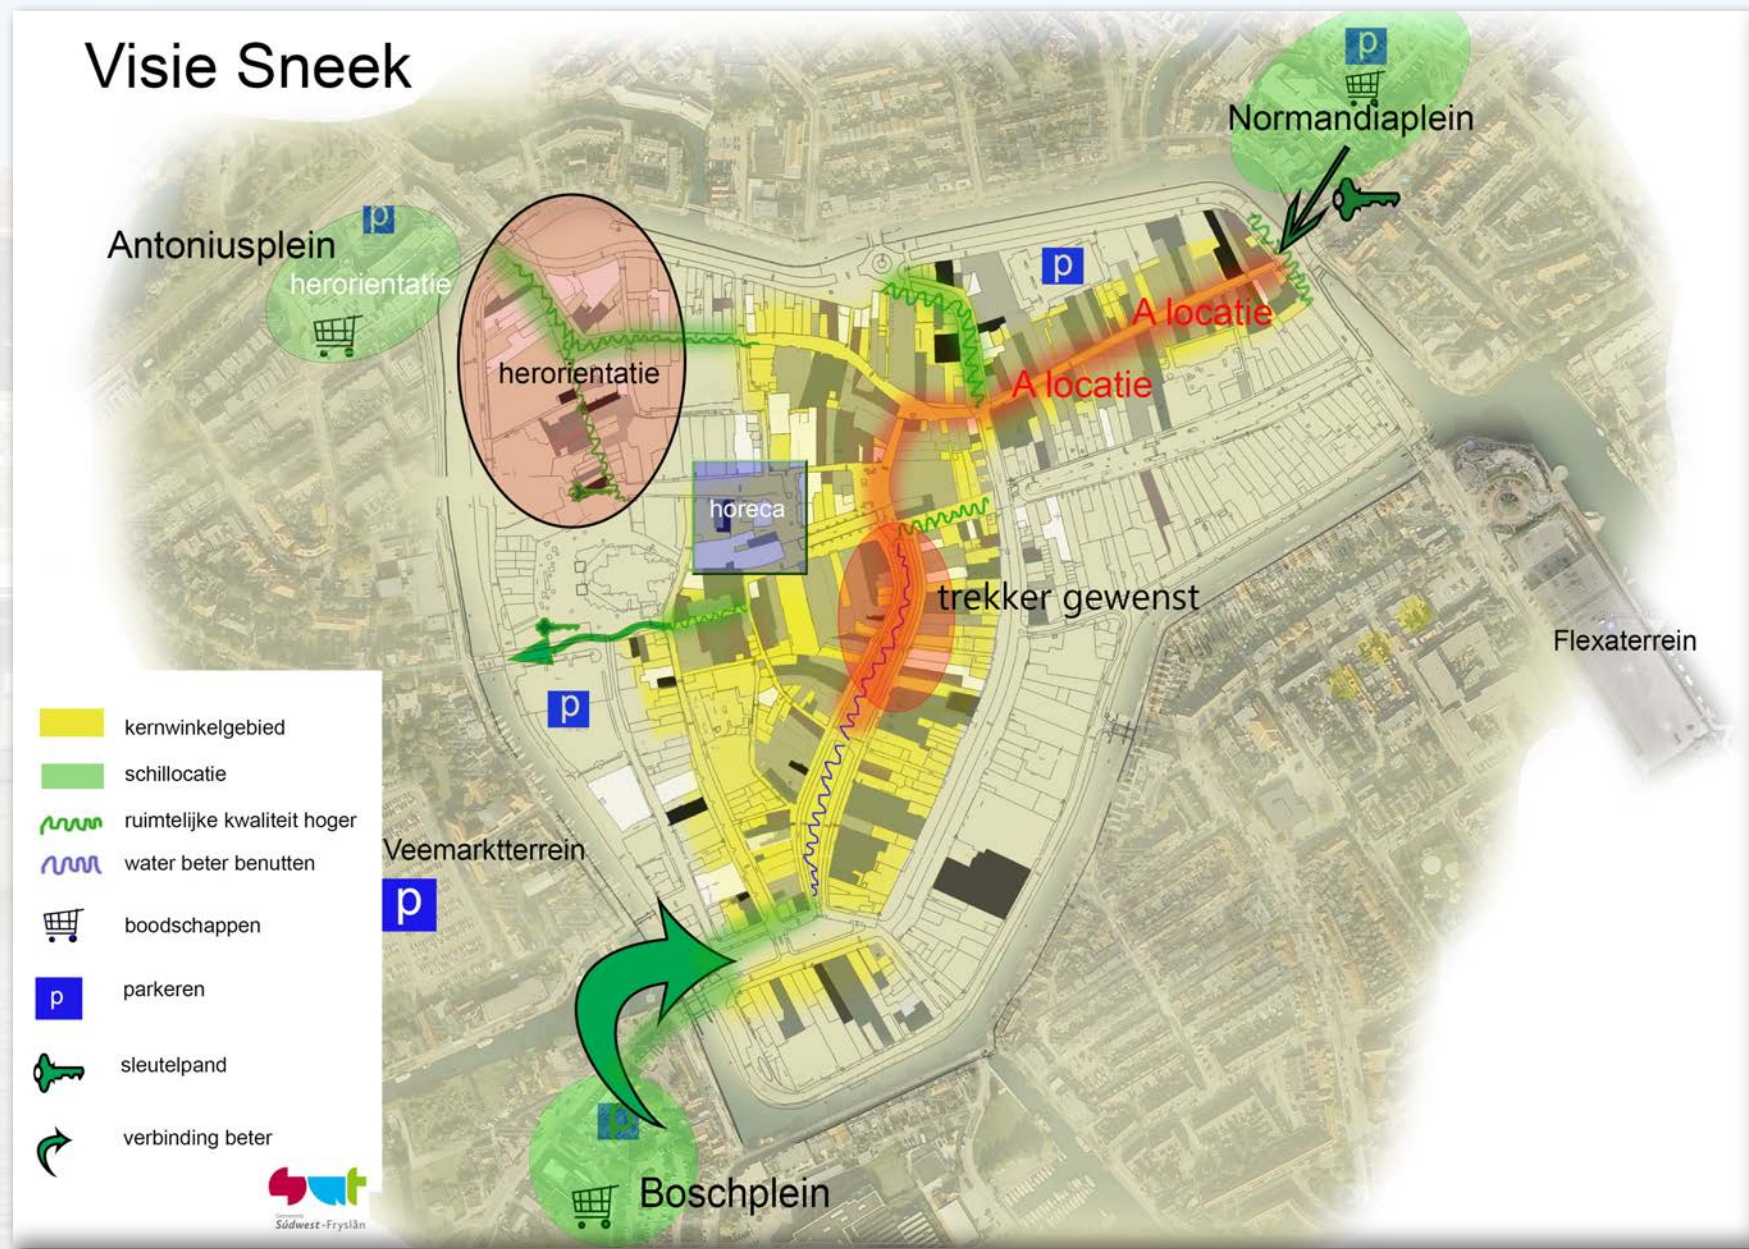 Visie Sneek
p
Normandiaplein
p
Antoniusplein
herorientatie
p
A locatie
herorientatie
A locatie
horeca
trekker gewenst
Flexaterrein
p
kernwinkelgebied
schillocatie
ruimtelijke kwaliteit hoger
water beter benutten
boodschappen
p parkeren
sleutelpand
verbinding beter
Veemarktterrein
p
p
Boschplein
Gemeente
Súdwest-Fryslân